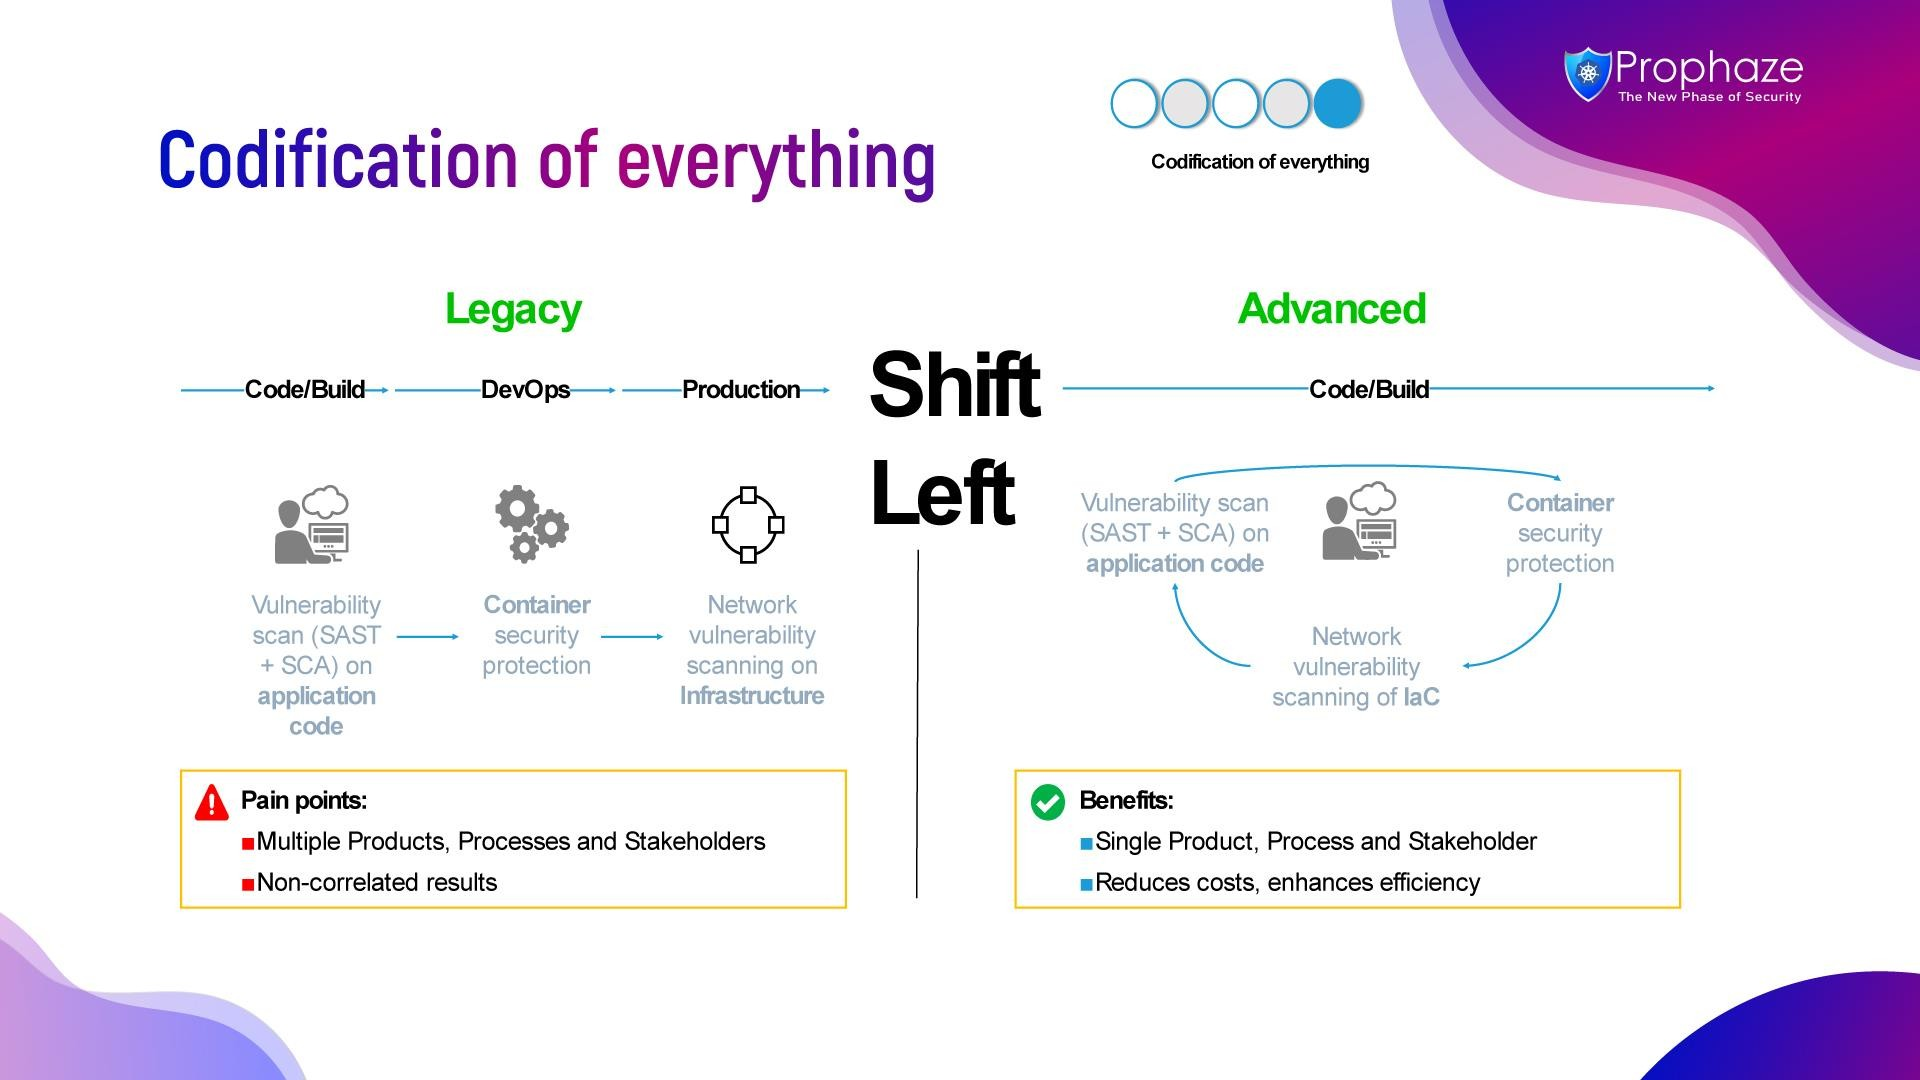 Prophaze
The New Phase of Security
Codification of everything
Codification of everything
Legacy
Code/Build
DevOps
Production
Vulnerability
scan (SAST
+ SCA) on
application
code
Container
security
protection
Network
vulnerability
scanning on
Infrastructure
Pain points:
Multiple Products, Processes and Stakeholders
Non-correlated results
Shift
Left
Advanced
Code/Build
Vulnerability scan
(SAST + SCA) on
application code
Container
security
protection
Network
vulnerability
scanning of IaC
Benefits:
Single Product, Process and Stakeholder
Reduces costs, enhances efficiency